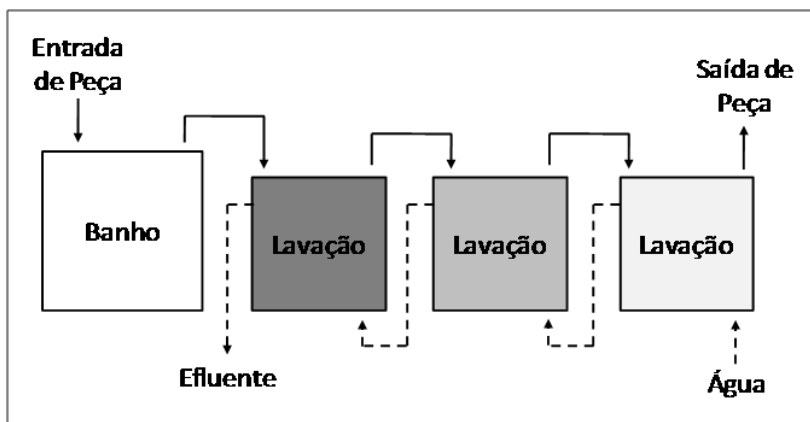 Entrada
de Peça
Saída de
Peça
Banho
Lavação
Lavação
Lavação
Efluente
Água